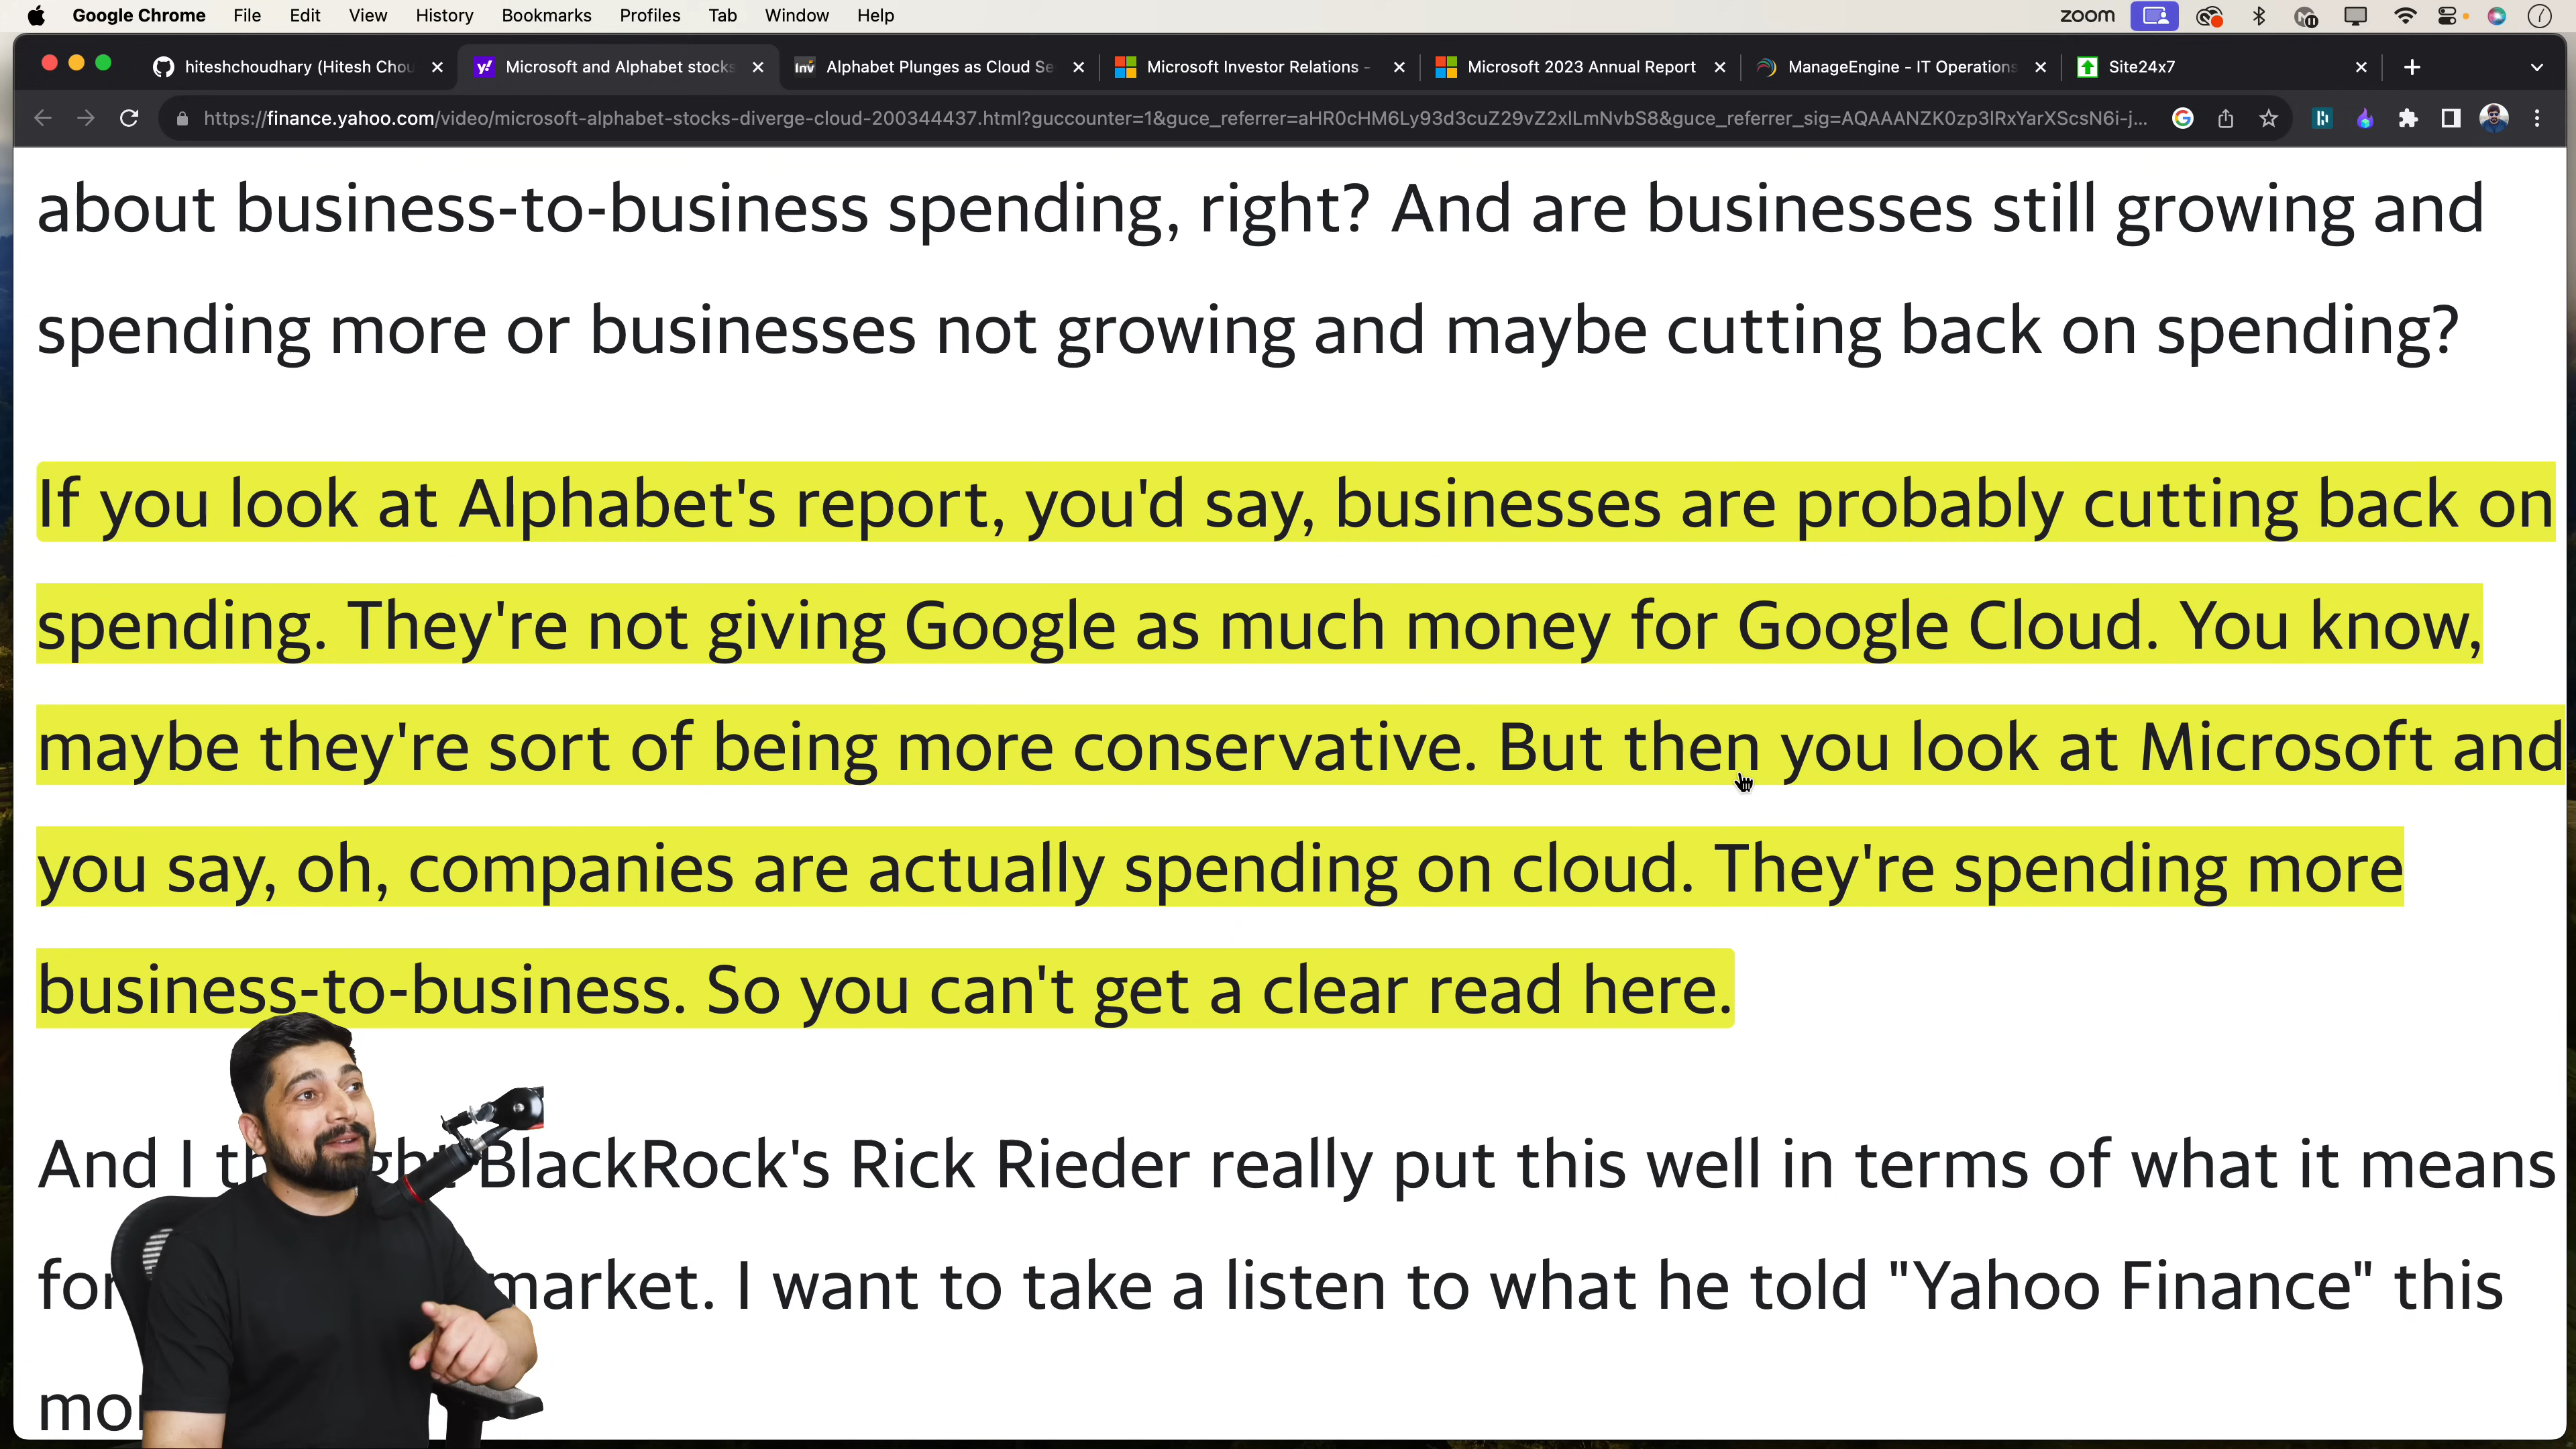 Google Chrome File Edit View History Bookmarks Profiles Tab Window Help zoom
hiteshchoudhary (Hitesh Chou Microsoft and Alphabet stocks Alphabet Plunges as Cloud Se Microsoft Investor Relations - Microsoft 2023 Annual Report ManageEngine - IT Operations Site24x7
https://finance.yahoo.com/video/microsoft-alphabet-stocks-diverge-cloud-200344437.html?guccounter=1&guce_referrer=aHR0cHM6Ly93d3cuZ29vZ2xlLmNvbS8&guce_referrer_sig=AQAAANZK0zp3lRxYarXScsN6i-j...
about business-to-business spending, right? And are businesses still growing and
spending more or businesses not growing and maybe cutting back on spending?
If you look at Alphabet's report, you'd say, businesses are probably cutting back on
spending. They're not giving Google as much money for Google Cloud. You know,
maybe they're sort of being more conservative. But then you look at Microsoft and
you say, oh, companies are actually spending on cloud. They're spending more
business-to-business. So you can't get a clear read here.
And I BlackRock's Rick Rieder really put this well in terms of what it means
for market. I want to take a listen to what he told "Yahoo Finance" this